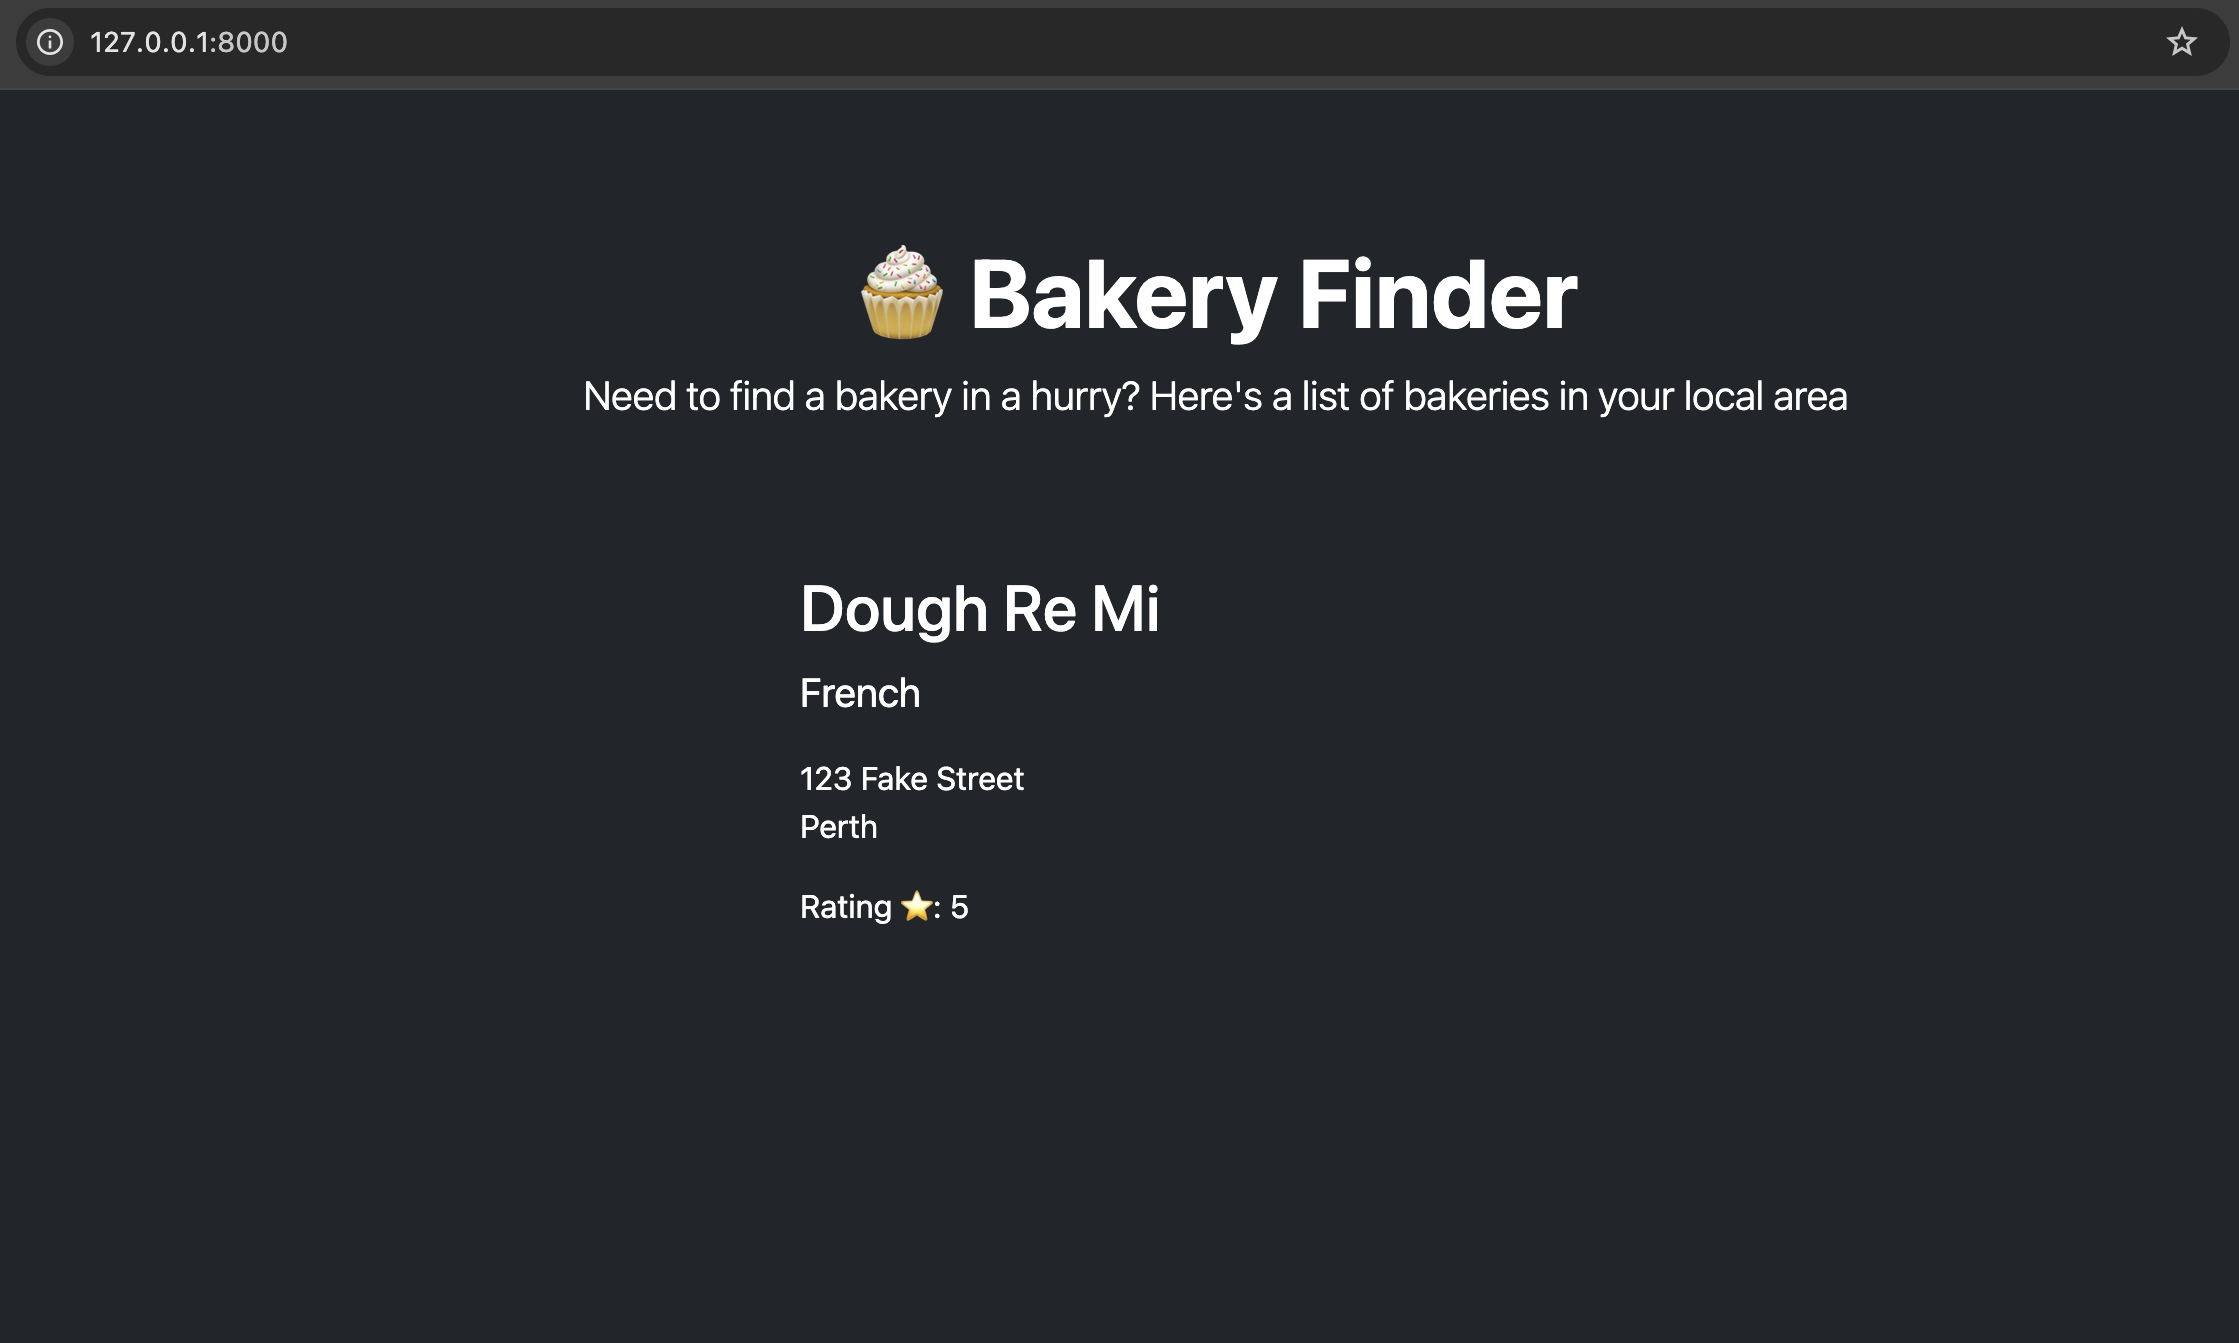 127.0.0.1:8000
🧁 Bakery Finder
Need to find a bakery in a hurry? Here's a list of bakeries in your local area
Dough Re Mi
French
123 Fake Street
Perth
Rating ⭐: 5